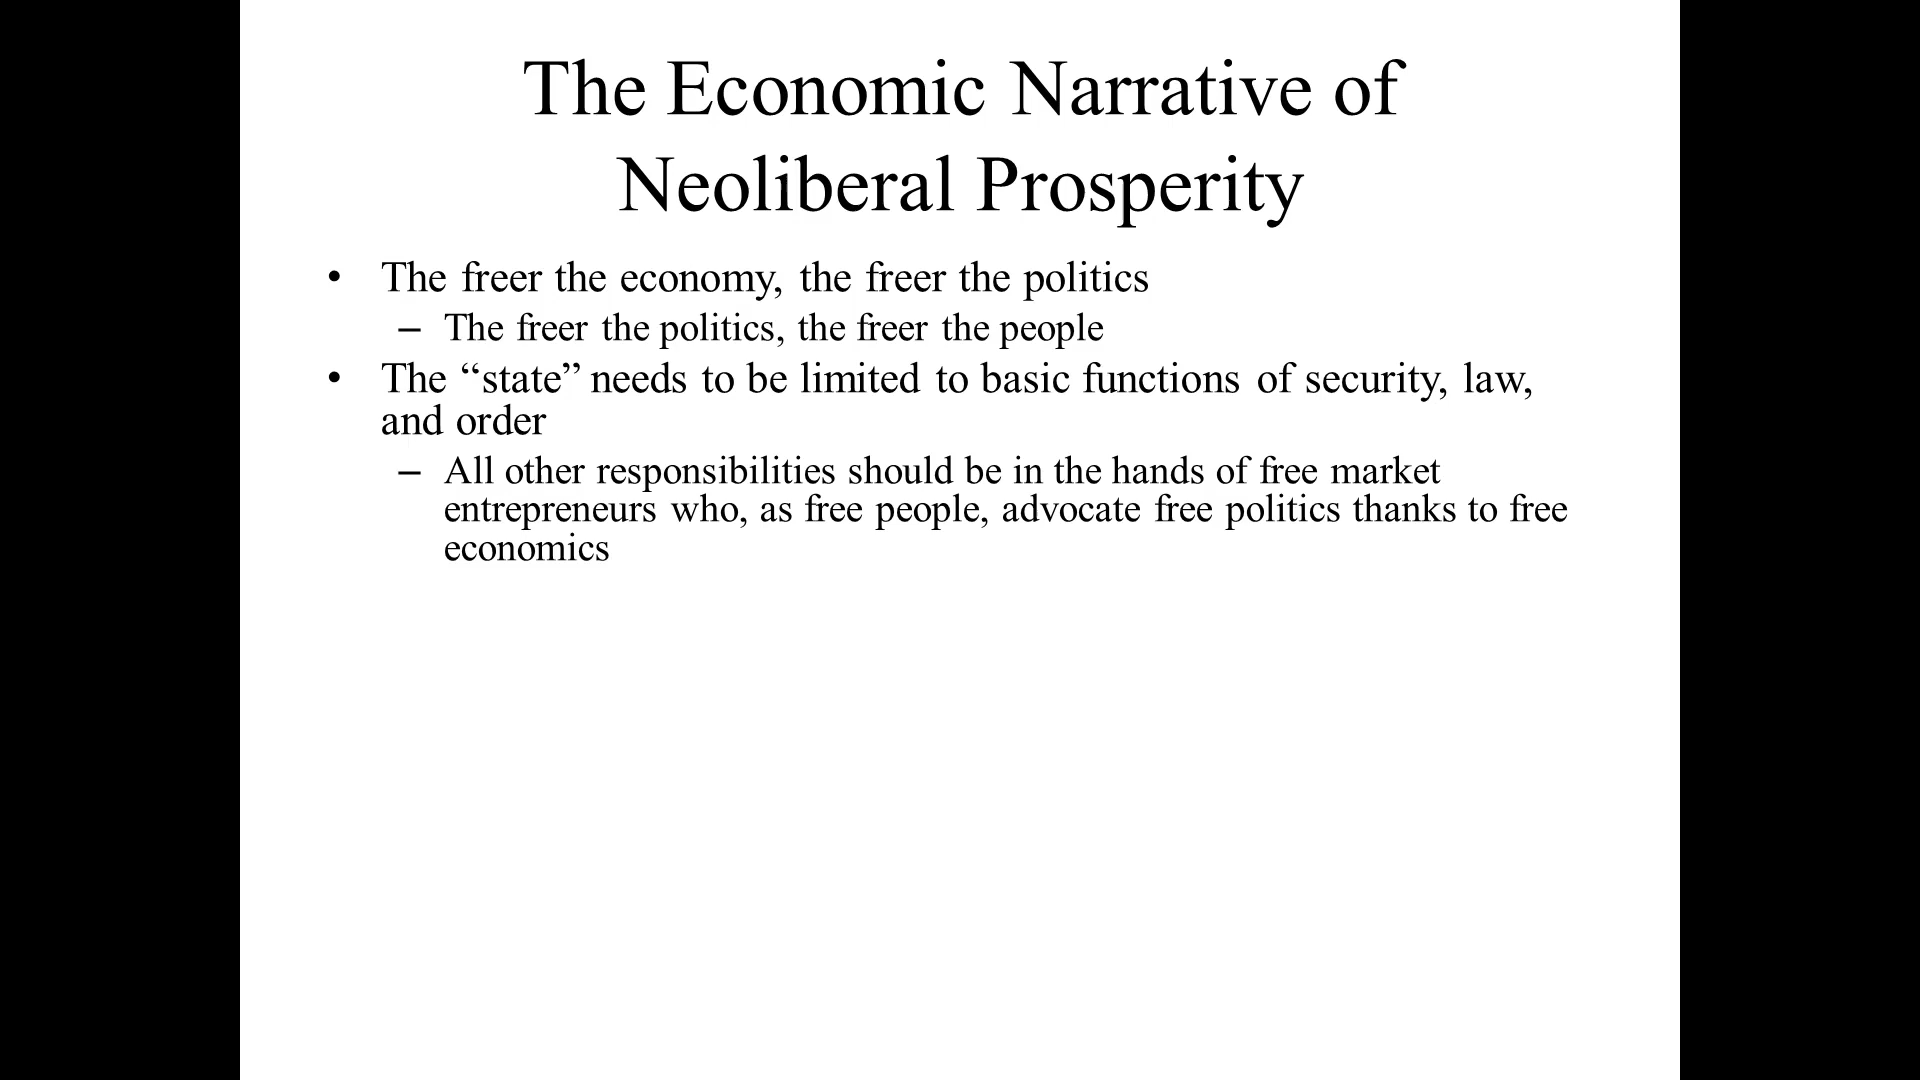 The Economic Narrative of
Neoliberal Prosperity
• The freer the economy, the freer the politics
– The freer the politics, the freer the people
• The “state” needs to be limited to basic functions of security, law,
and order
– All other responsibilities should be in the hands of free market
entrepreneurs who, as free people, advocate free politics thanks to free
economics